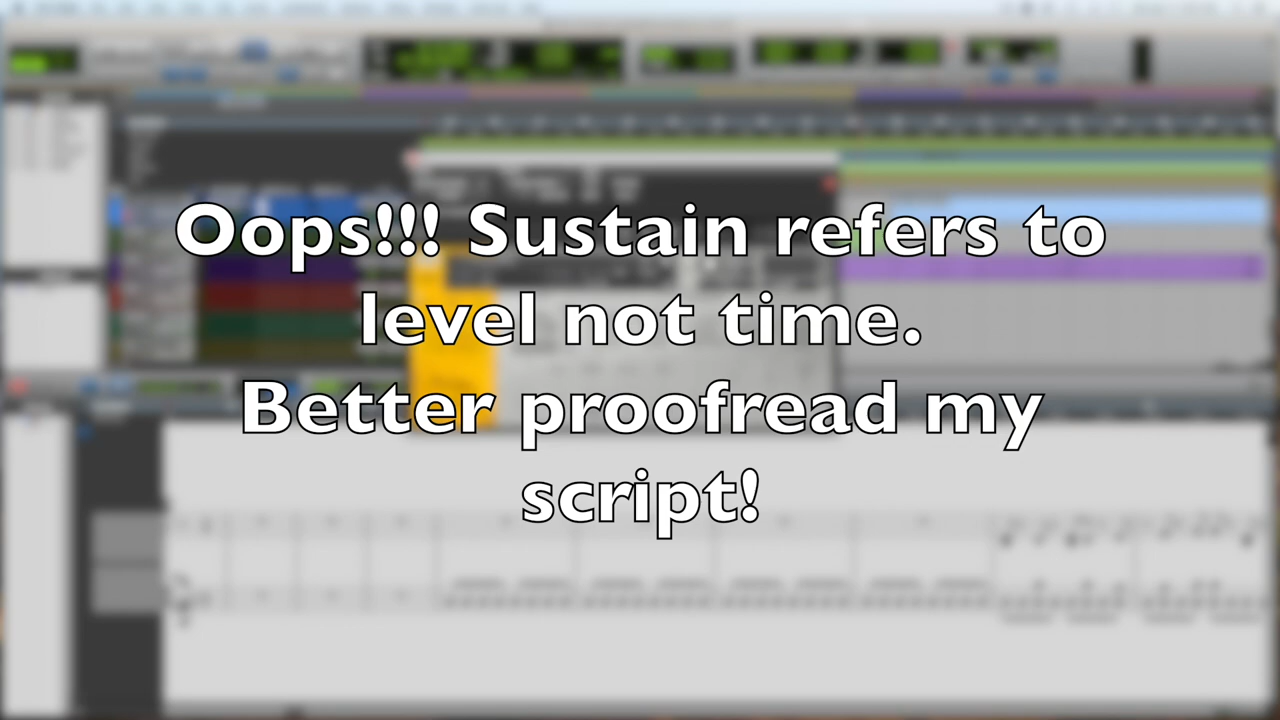 Oops!!! Sustain refers to
level not time.
Better proofread my
script!